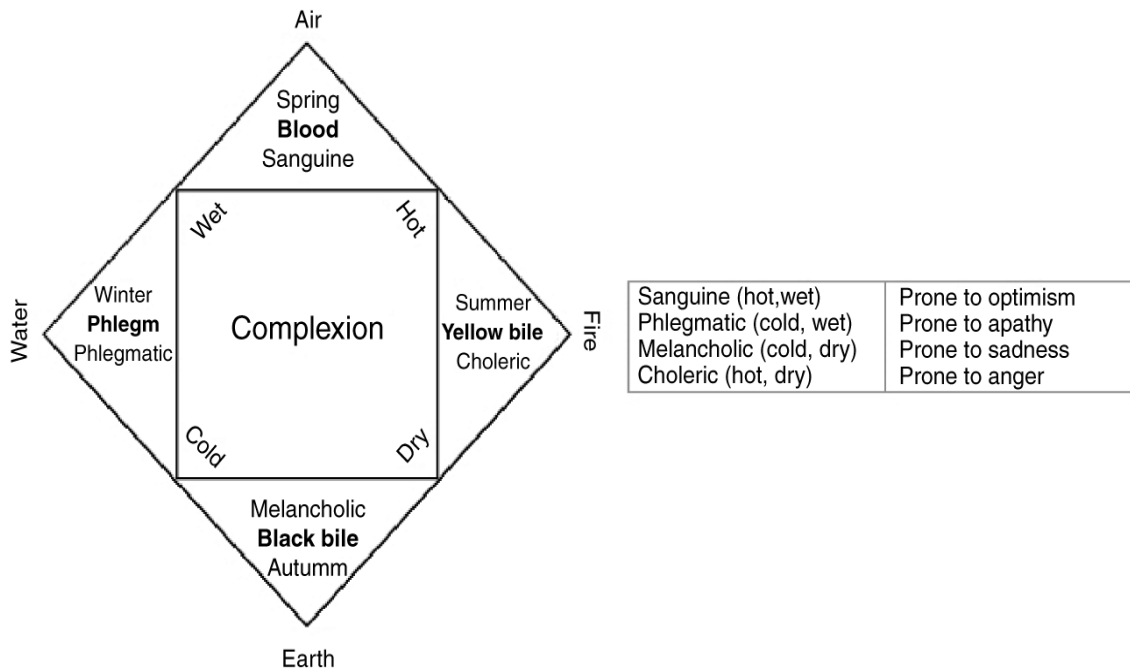 Air
Spring
Blood
Sanguine
Wet
Hot
Water
Winter
Phlegm
Phlegmatic
Complexion
Summer
Yellow bile
Choleric
Fire
Cold
Dry
Melancholic
Black bile
Autumm
Earth
Sanguine (hot,wet) Prone to optimism
Phlegmatic (cold, wet) Prone to apathy
Melancholic (cold, dry) Prone to sadness
Choleric (hot, dry) Prone to anger